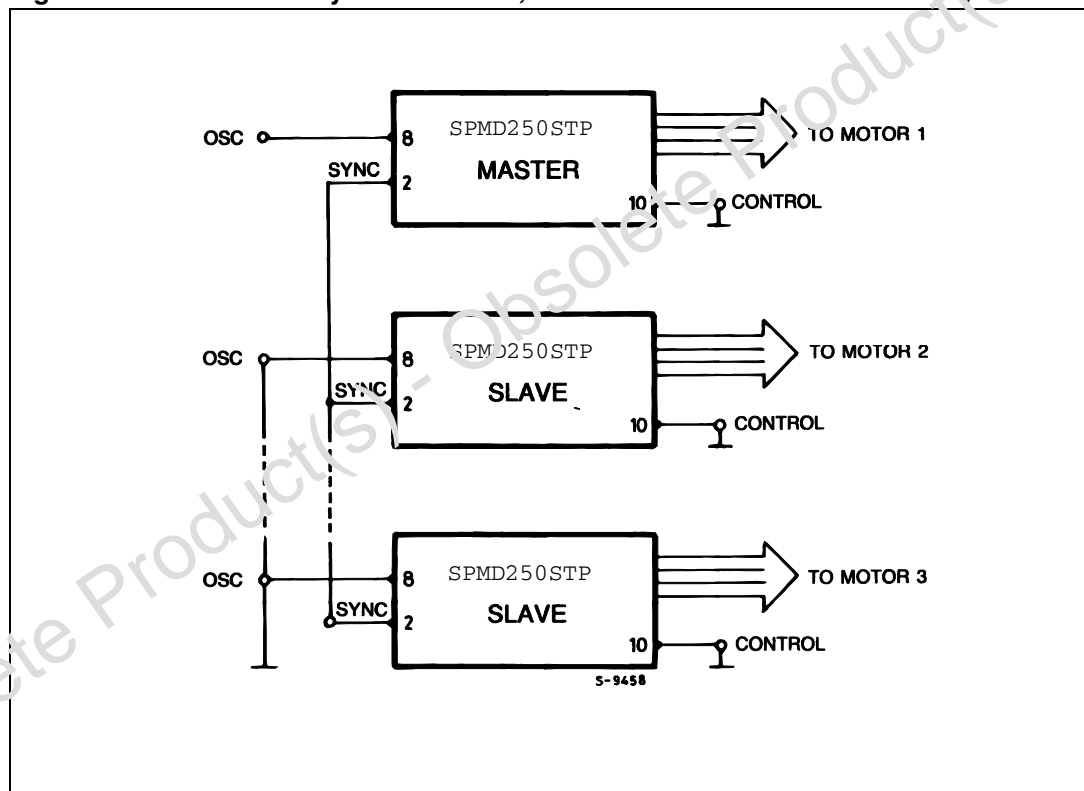 OSC
8
SPMD250STP
MASTER
TO MOTOR 1
SYNC
2
10
CONTROL
OSC
8
SPMD250STP
SLAVE
TO MOTOR 2
SYNC
2
10
CONTROL
OSC
8
SPMD250STP
SLAVE
TO MOTOR 3
SYNC
2
10
CONTROL
S-9458
Obsolete Product(s) - Obsolete Product(s)